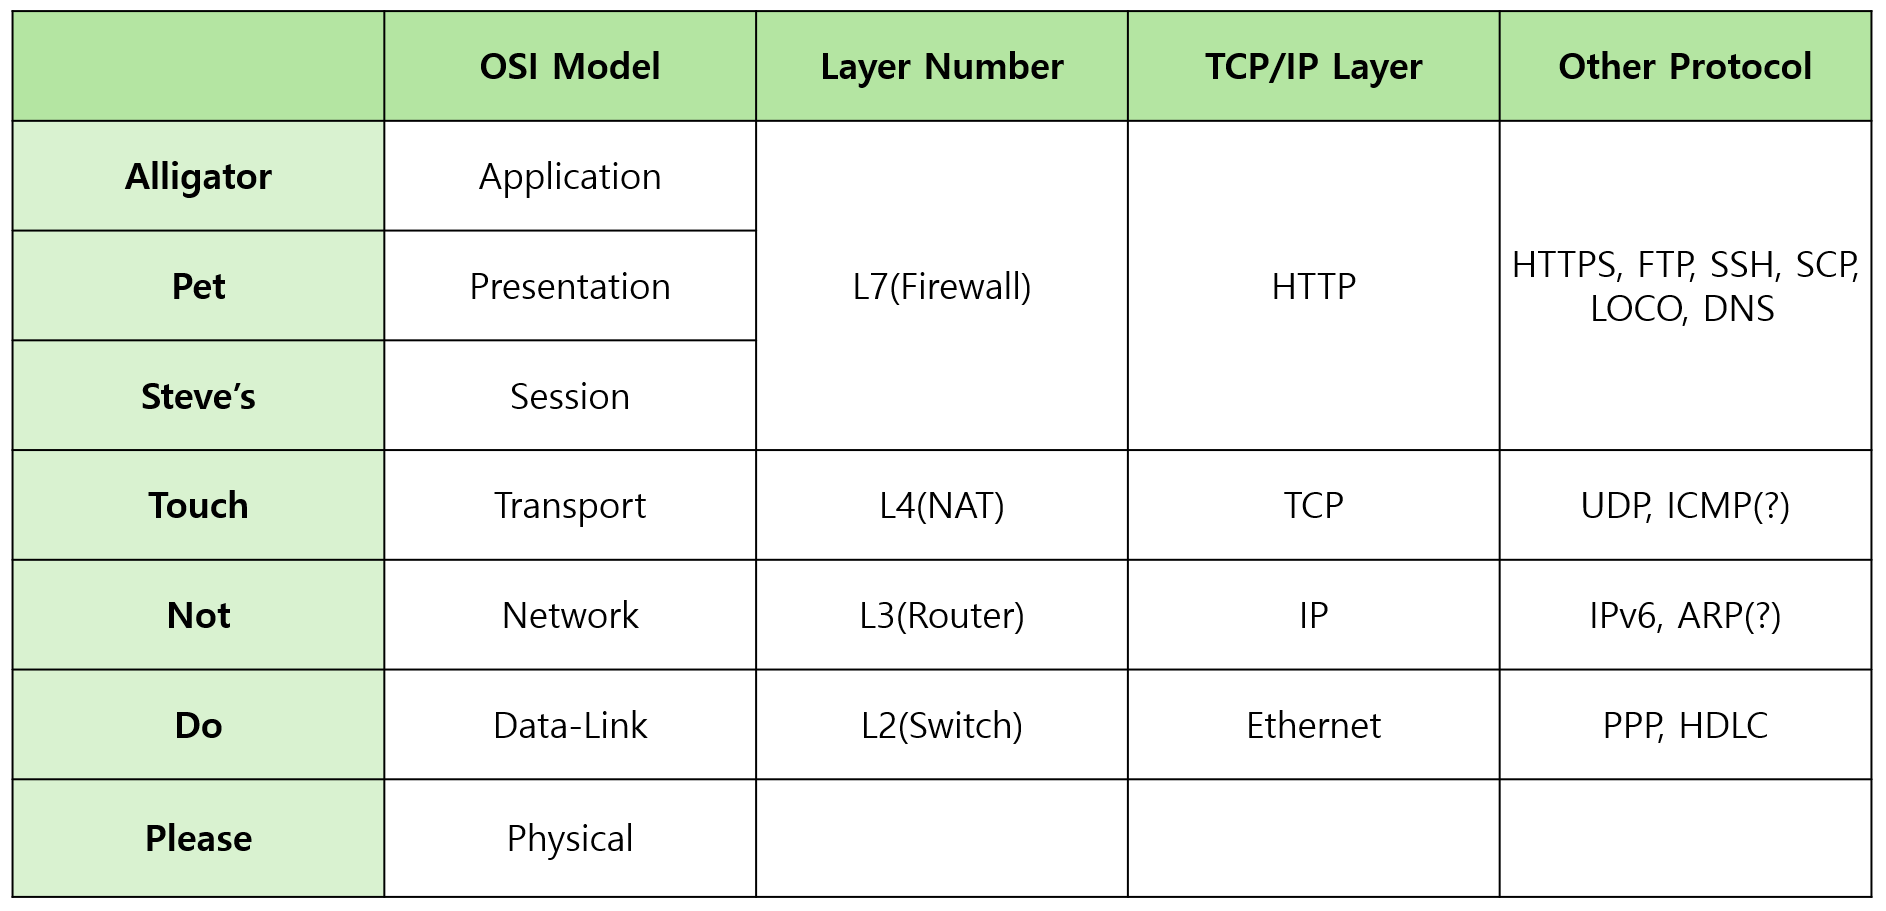 OSI Model Layer Number TCP/IP Layer Other Protocol
Alligator Application
Pet Presentation L7(Firewall) HTTP HTTPS, FTP, SSH, SCP,
LOCO, DNS
Steve’s Session
Touch Transport L4(NAT) TCP UDP, ICMP(?)
Not Network L3(Router) IP IPv6, ARP(?)
Do Data-Link L2(Switch) Ethernet PPP, HDLC
Please Physical